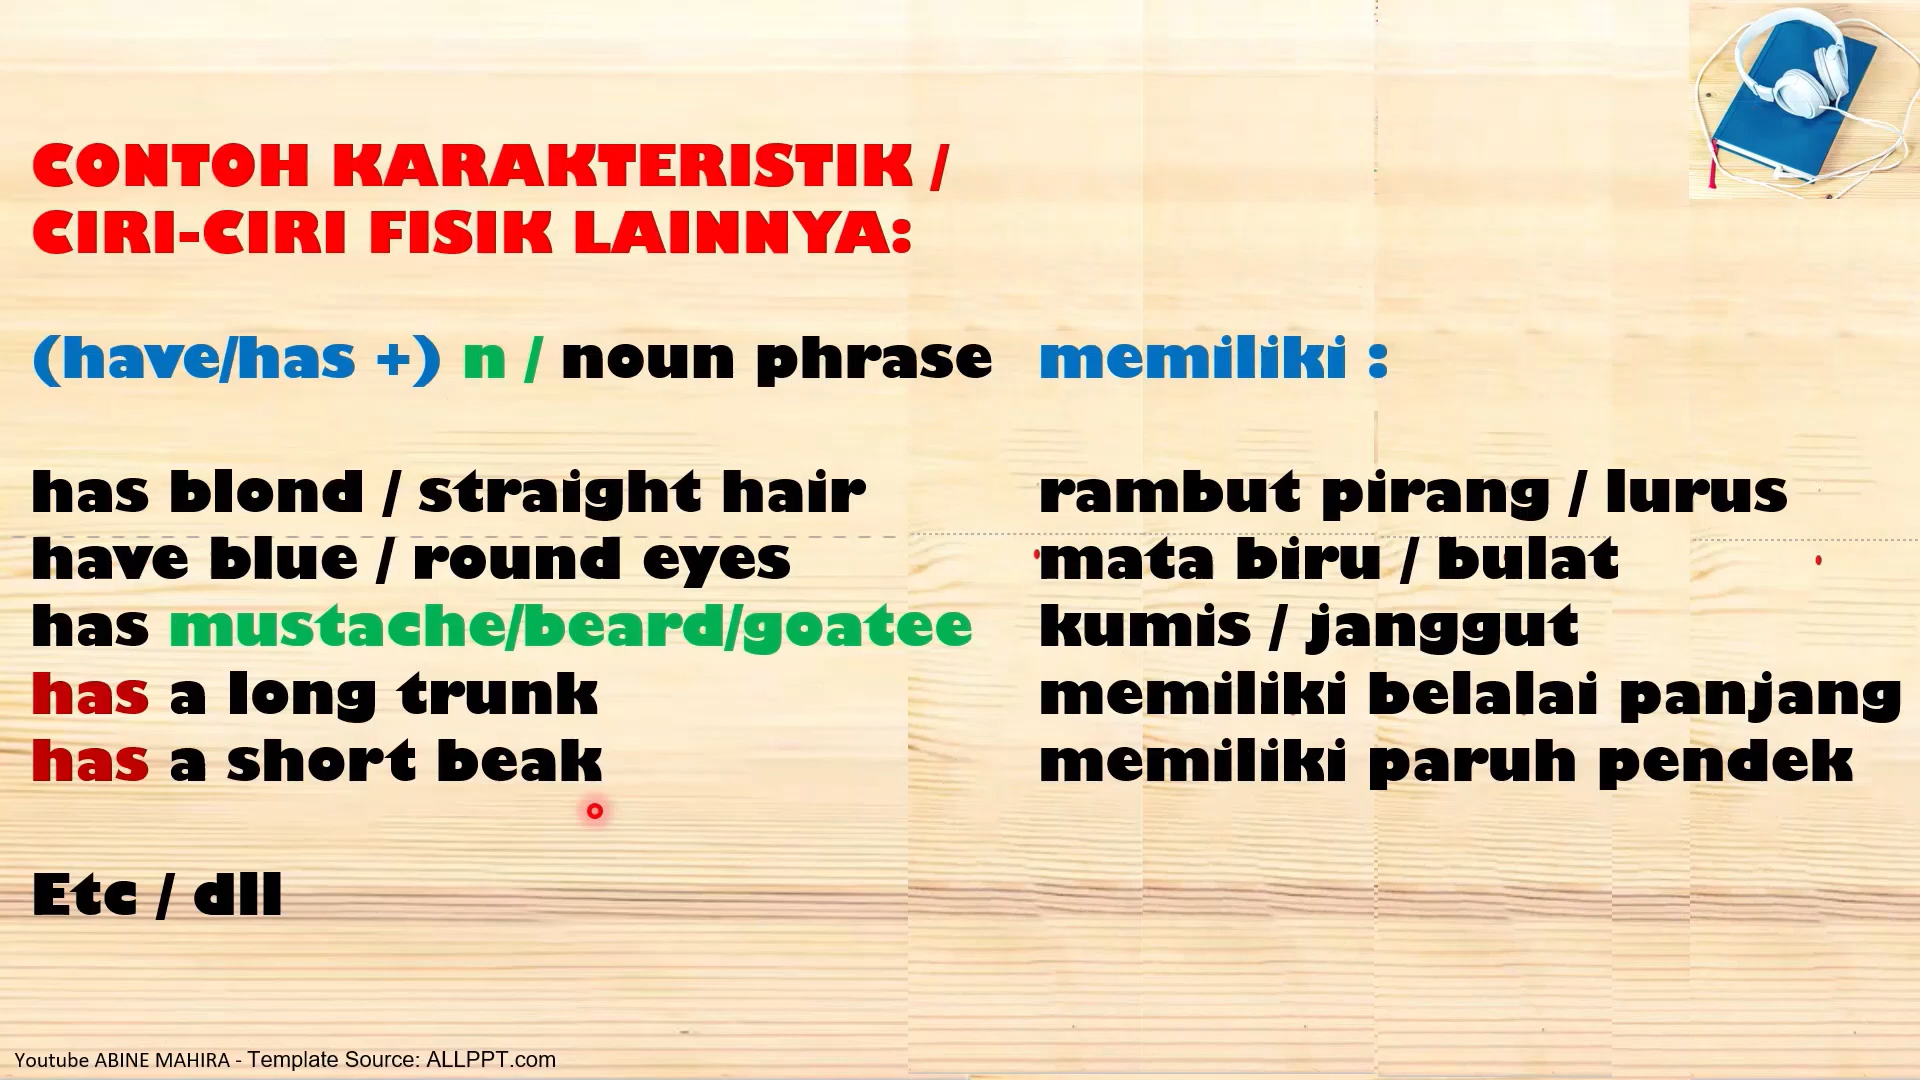 CONTOH KARAKTERISTIK /
CIRI-CIRI FISIK LAINNYA:
(have/has +) n / noun phrase memiliki :
has blond / straight hair rambut pirang / lurus
have blue / round eyes mata biru / bulat
has mustache/beard/goatee kumis / janggut
has a long trunk memiliki belalai panjang
has a short beak memiliki paruh pendek
Etc / dll
Youtube ABINE MAHIRA - Template Source: ALLPPT.com